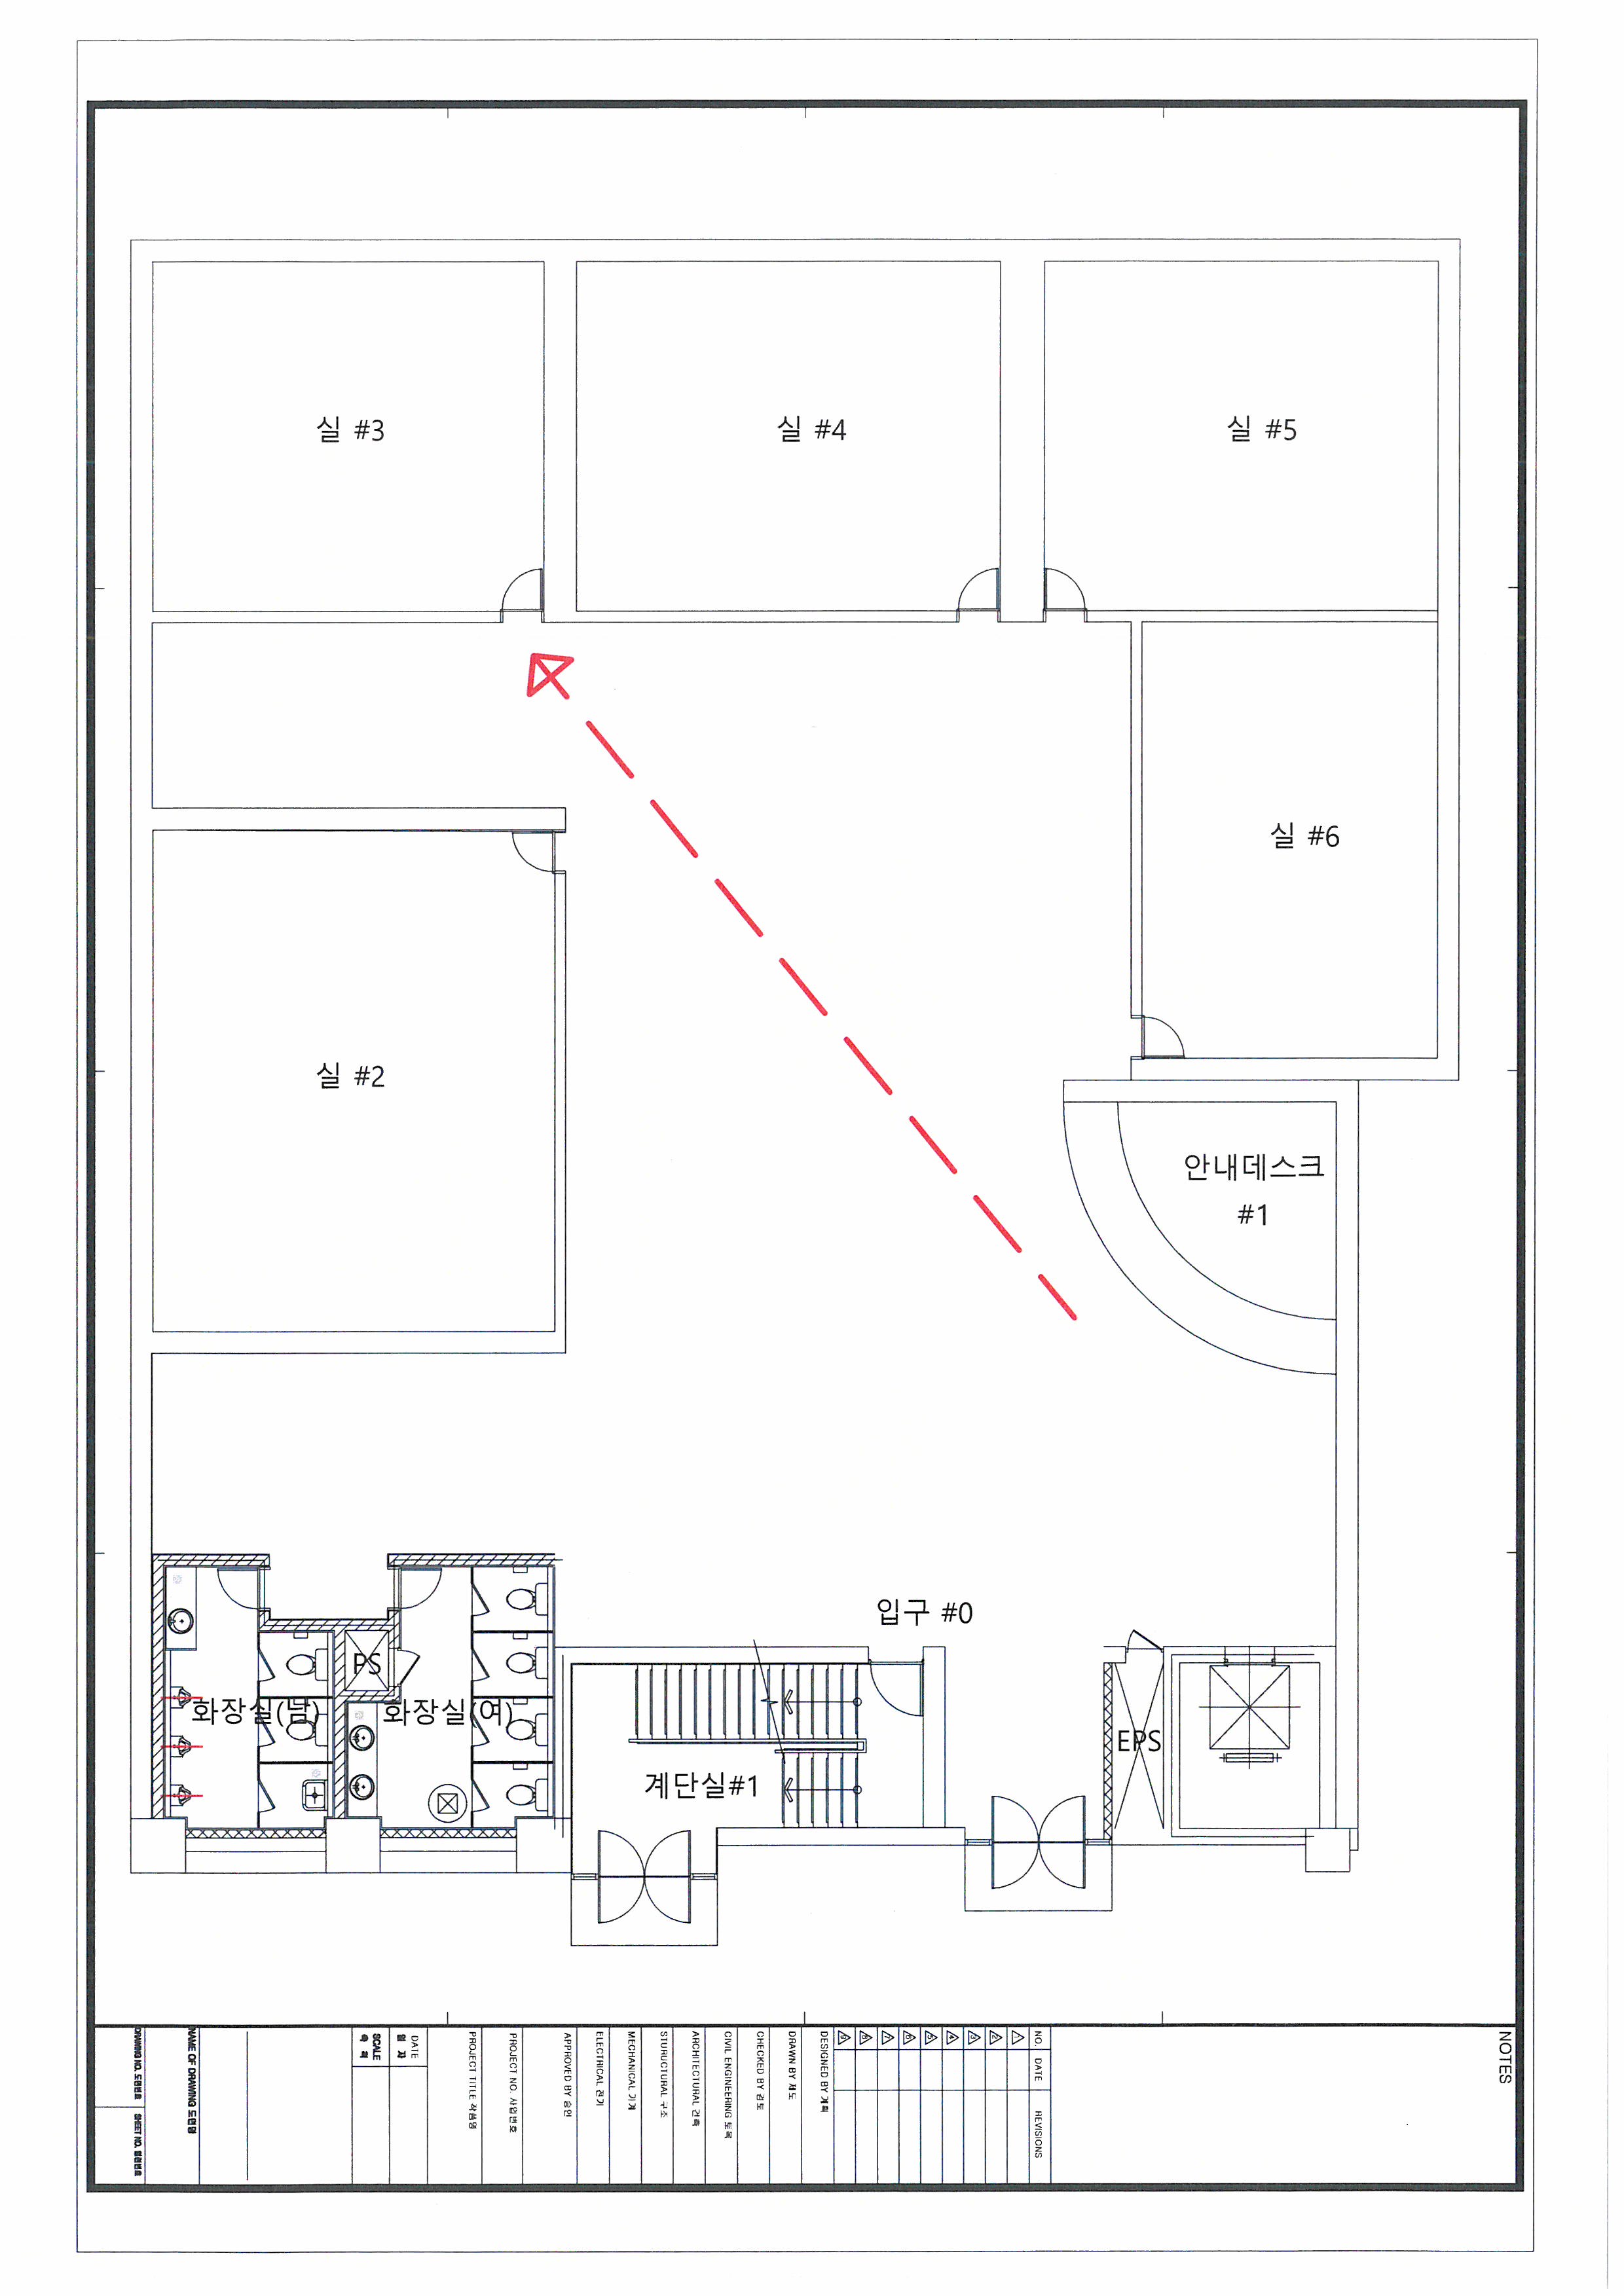 실 #3
실 #4
실 #5
실 #6
실 #2
안내데스크
#1
입구 #0
PS
화장실(남)
화장실(여)
EPS
계단실#1
DRAWING NO. 도면번호
SHEET NO. 일련번호
NAME OF DRAWING 도면명
SCALE
축 척
DATE
일 자
PROJECT TITLE 작품명
PROJECT NO. 사업번호
APPROVED BY 승인
ELECTRICAL 전기
MECHANICAL 기계
STURUCTURAL 구조
ARCHITECTURAL 건축
CIVIL ENGINEERING 토목
CHECKED BY 검토
DRAWN BY 제도
DESIGNED BY 계획
NO.
DATE
REVISIONS
NOTES